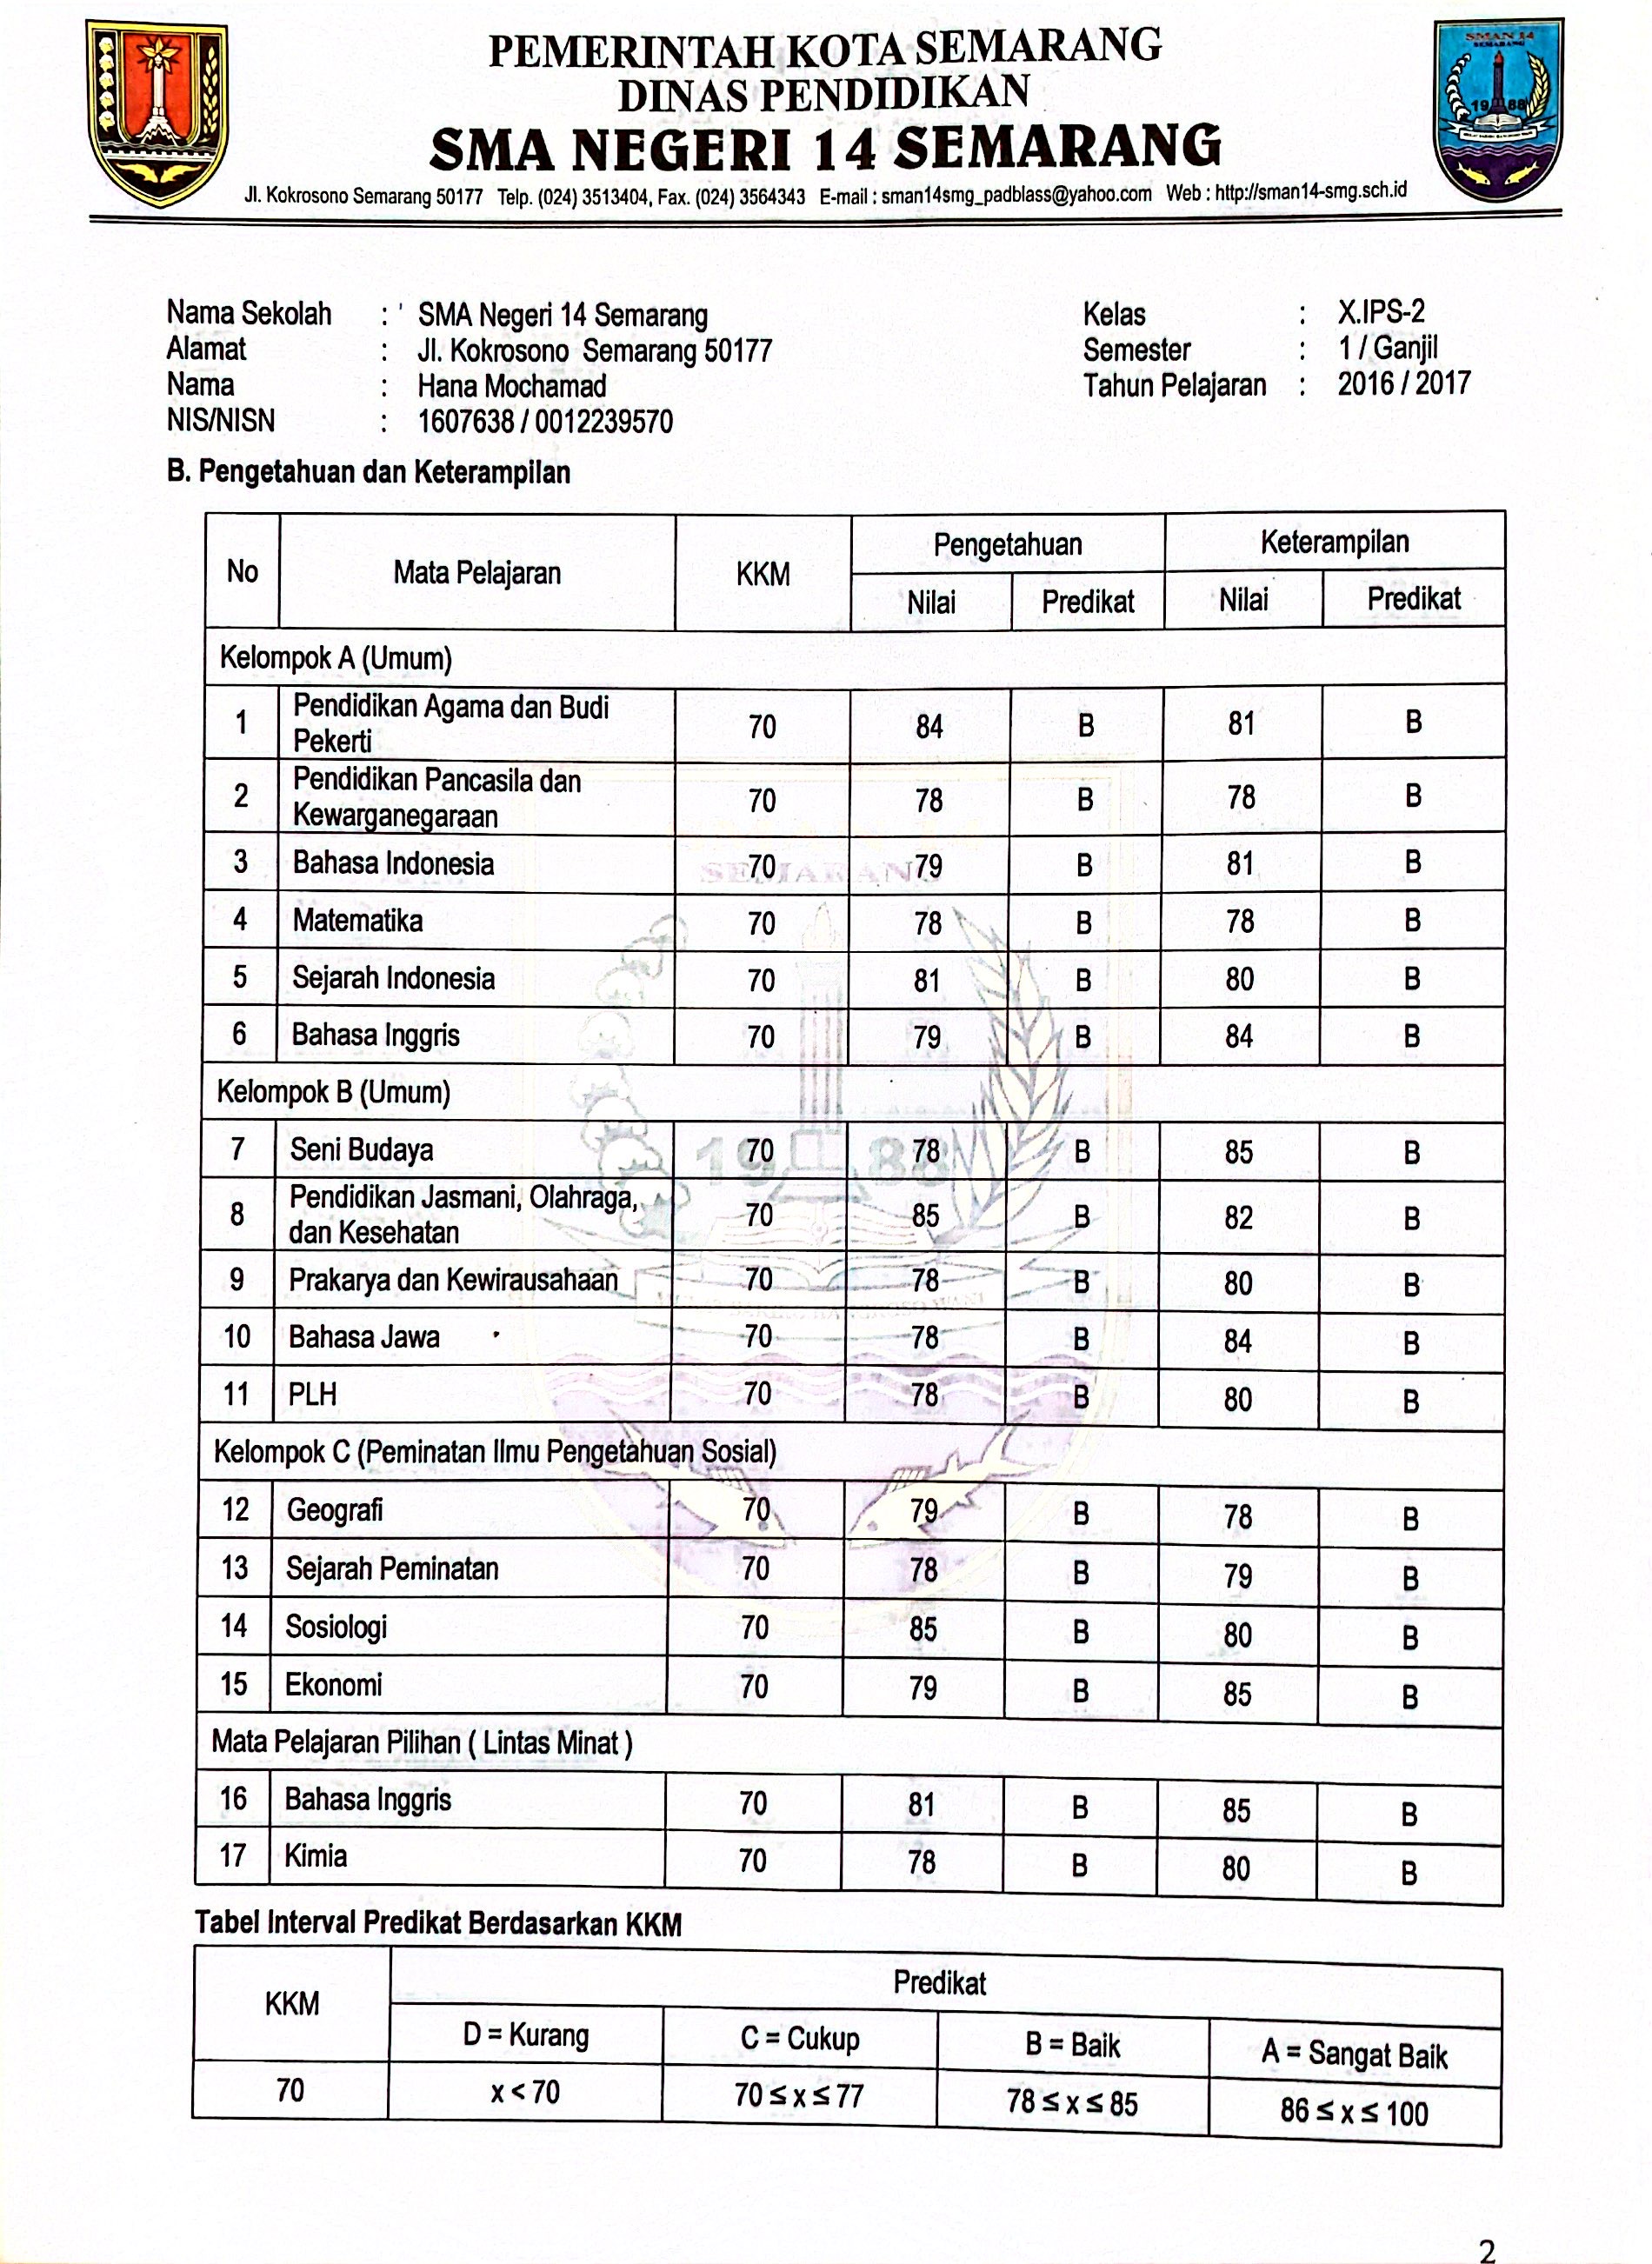 PEMERINTAH KOTA SEMARANG
DINAS PENDIDIKAN
SMA NEGERI 14 SEMARANG
Jl. Kokrosono Semarang 50177 Telp. (024) 3513404, Fax. (024) 3564343 E-mail : sman14smg_padblass@yahoo.com Web : http://sman14-smg.sch.id
SMAN 14
SEMARANG
1988
Nama Sekolah : SMA Negeri 14 Semarang
Alamat : Jl. Kokrosono Semarang 50177
Nama : Hana Mochamad
NIS/NISN : 1607638 / 0012239570
Kelas : X.IPS-2
Semester : 1 / Ganjil
Tahun Pelajaran : 2016 / 2017
B. Pengetahuan dan Keterampilan
No Mata Pelajaran KKM Pengetahuan Keterampilan
Nilai Predikat Nilai Predikat
Kelompok A (Umum)
1 Pendidikan Agama dan Budi Pekerti 70 84 B 81 B
2 Pendidikan Pancasila dan Kewarganegaraan 70 78 B 78 B
3 Bahasa Indonesia 70 79 B 81 B
4 Matematika 70 78 B 78 B
5 Sejarah Indonesia 70 81 B 80 B
6 Bahasa Inggris 70 79 B 84 B
Kelompok B (Umum)
7 Seni Budaya 70 78 B 85 B
8 Pendidikan Jasmani, Olahraga, dan Kesehatan 70 85 B 82 B
9 Prakarya dan Kewirausahaan 70 78 B 80 B
10 Bahasa Jawa 70 78 B 84 B
11 PLH 70 78 B 80 B
Kelompok C (Peminatan Ilmu Pengetahuan Sosial)
12 Geografi 70 79 B 78 B
13 Sejarah Peminatan 70 78 B 79 B
14 Sosiologi 70 85 B 80 B
15 Ekonomi 70 79 B 85 B
Mata Pelajaran Pilihan ( Lintas Minat )
16 Bahasa Inggris 70 81 B 85 B
17 Kimia 70 78 B 80 B
SEMARANG
1988
Tabel Interval Predikat Berdasarkan KKM
KKM Predikat
D = Kurang C = Cukup B = Baik A = Sangat Baik
70 x < 70 70 ≤ x ≤ 77 78 ≤ x ≤ 85 86 ≤ x ≤ 100
2